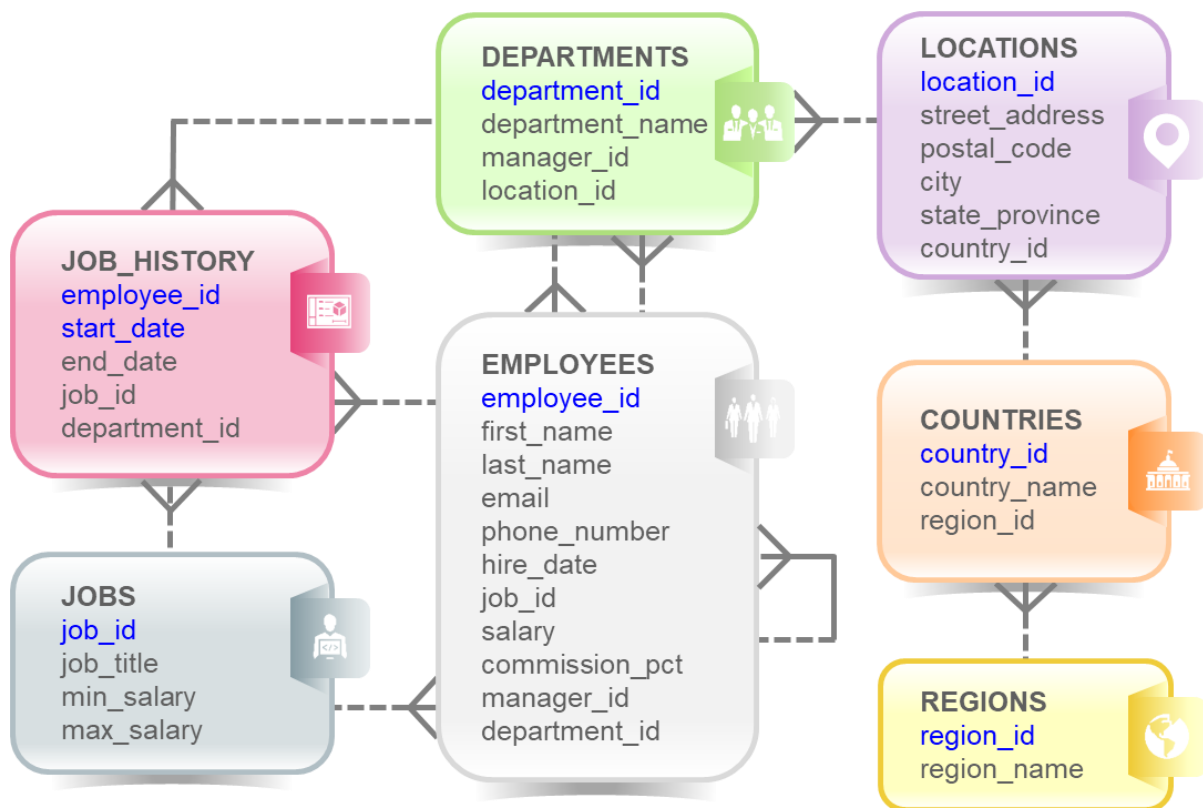 DEPARTMENTS
department_id
department_name
manager_id
location_id
LOCATIONS
location_id
street_address
postal_code
city
state_province
country_id
JOB_HISTORY
employee_id
start_date
end_date
job_id
department_id
EMPLOYEES
employee_id
first_name
last_name
email
phone_number
hire_date
job_id
salary
commission_pct
manager_id
department_id
COUNTRIES
country_id
country_name
region_id
JOBS
job_id
job_title
min_salary
max_salary
REGIONS
region_id
region_name